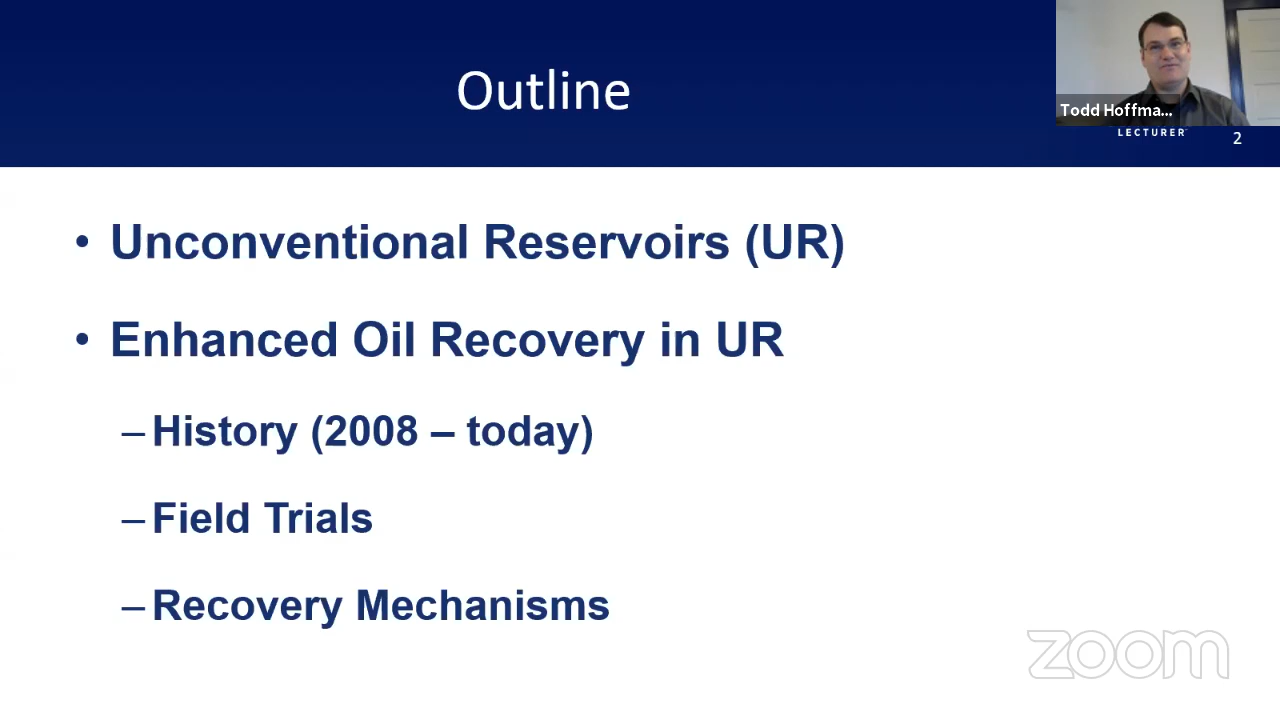 Outline
Todd Hoffma...
LECTURER
2
• Unconventional Reservoirs (UR)
• Enhanced Oil Recovery in UR
– History (2008 – today)
– Field Trials
– Recovery Mechanisms
zoom